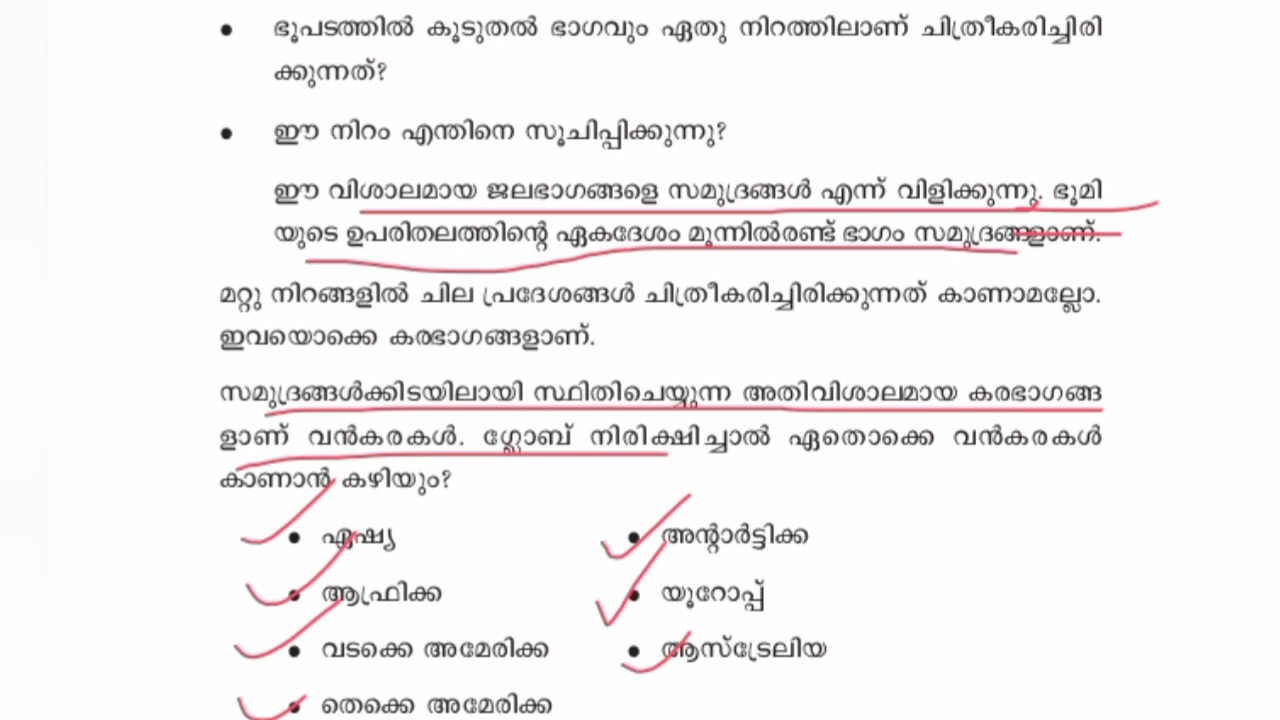 • ഭൂപടത്തിൽ കൂടുതൽ ഭാഗവും ഏതു നിറത്തിലാണ് ചിത്രീകരിച്ചിരി
ക്കുന്നത്?
• ഈ നിറം എന്തിനെ സൂചിപ്പിക്കുന്നു?
ഈ വിശാലമായ ജലഭാഗങ്ങളെ സമുദ്രങ്ങൾ എന്ന് വിളിക്കുന്നു. ഭൂമി
യുടെ ഉപരിതലത്തിന്റെ ഏകദേശം മൂന്നിൽരണ്ട് ഭാഗം സമുദ്രങ്ങളാണ്.
മറ്റു നിറങ്ങളിൽ ചില പ്രദേശങ്ങൾ ചിത്രീകരിച്ചിരിക്കുന്നത് കാണാമല്ലോ.
ഇവയൊക്കെ കരഭാഗങ്ങളാണ്.
സമുദ്രങ്ങൾക്കിടയിലായി സ്ഥിതിചെയ്യുന്ന അതിവിശാലമായ കരഭാഗങ്ങ
ളാണ് വൻകരകൾ. ഗ്ലോബ് നിരിക്ഷിച്ചാൽ ഏതൊക്കെ വൻകരകൾ
കാണാൻ കഴിയും?
• ഏഷ്യ • അന്റാർട്ടിക്ക
• ആഫ്രിക്ക • യൂറോപ്പ്
• വടക്കെ അമേരിക്ക • ആസ്ട്രേലിയ
• തെക്കെ അമേരിക്ക